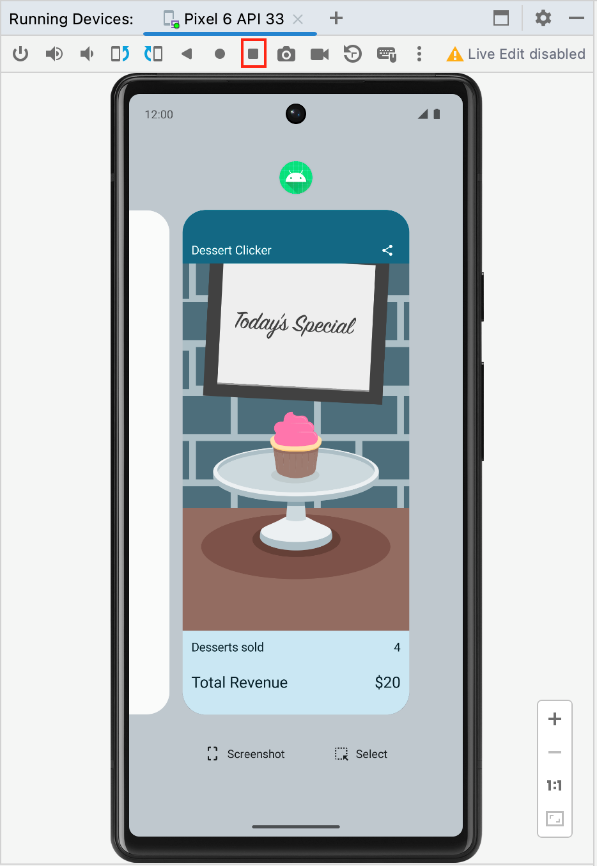 Running Devices:
Pixel 6 API 33
Live Edit disabled
12:00
Dessert Clicker
Today's Special
Desserts sold 4
Total Revenue $20
Screenshot
Select
1:1